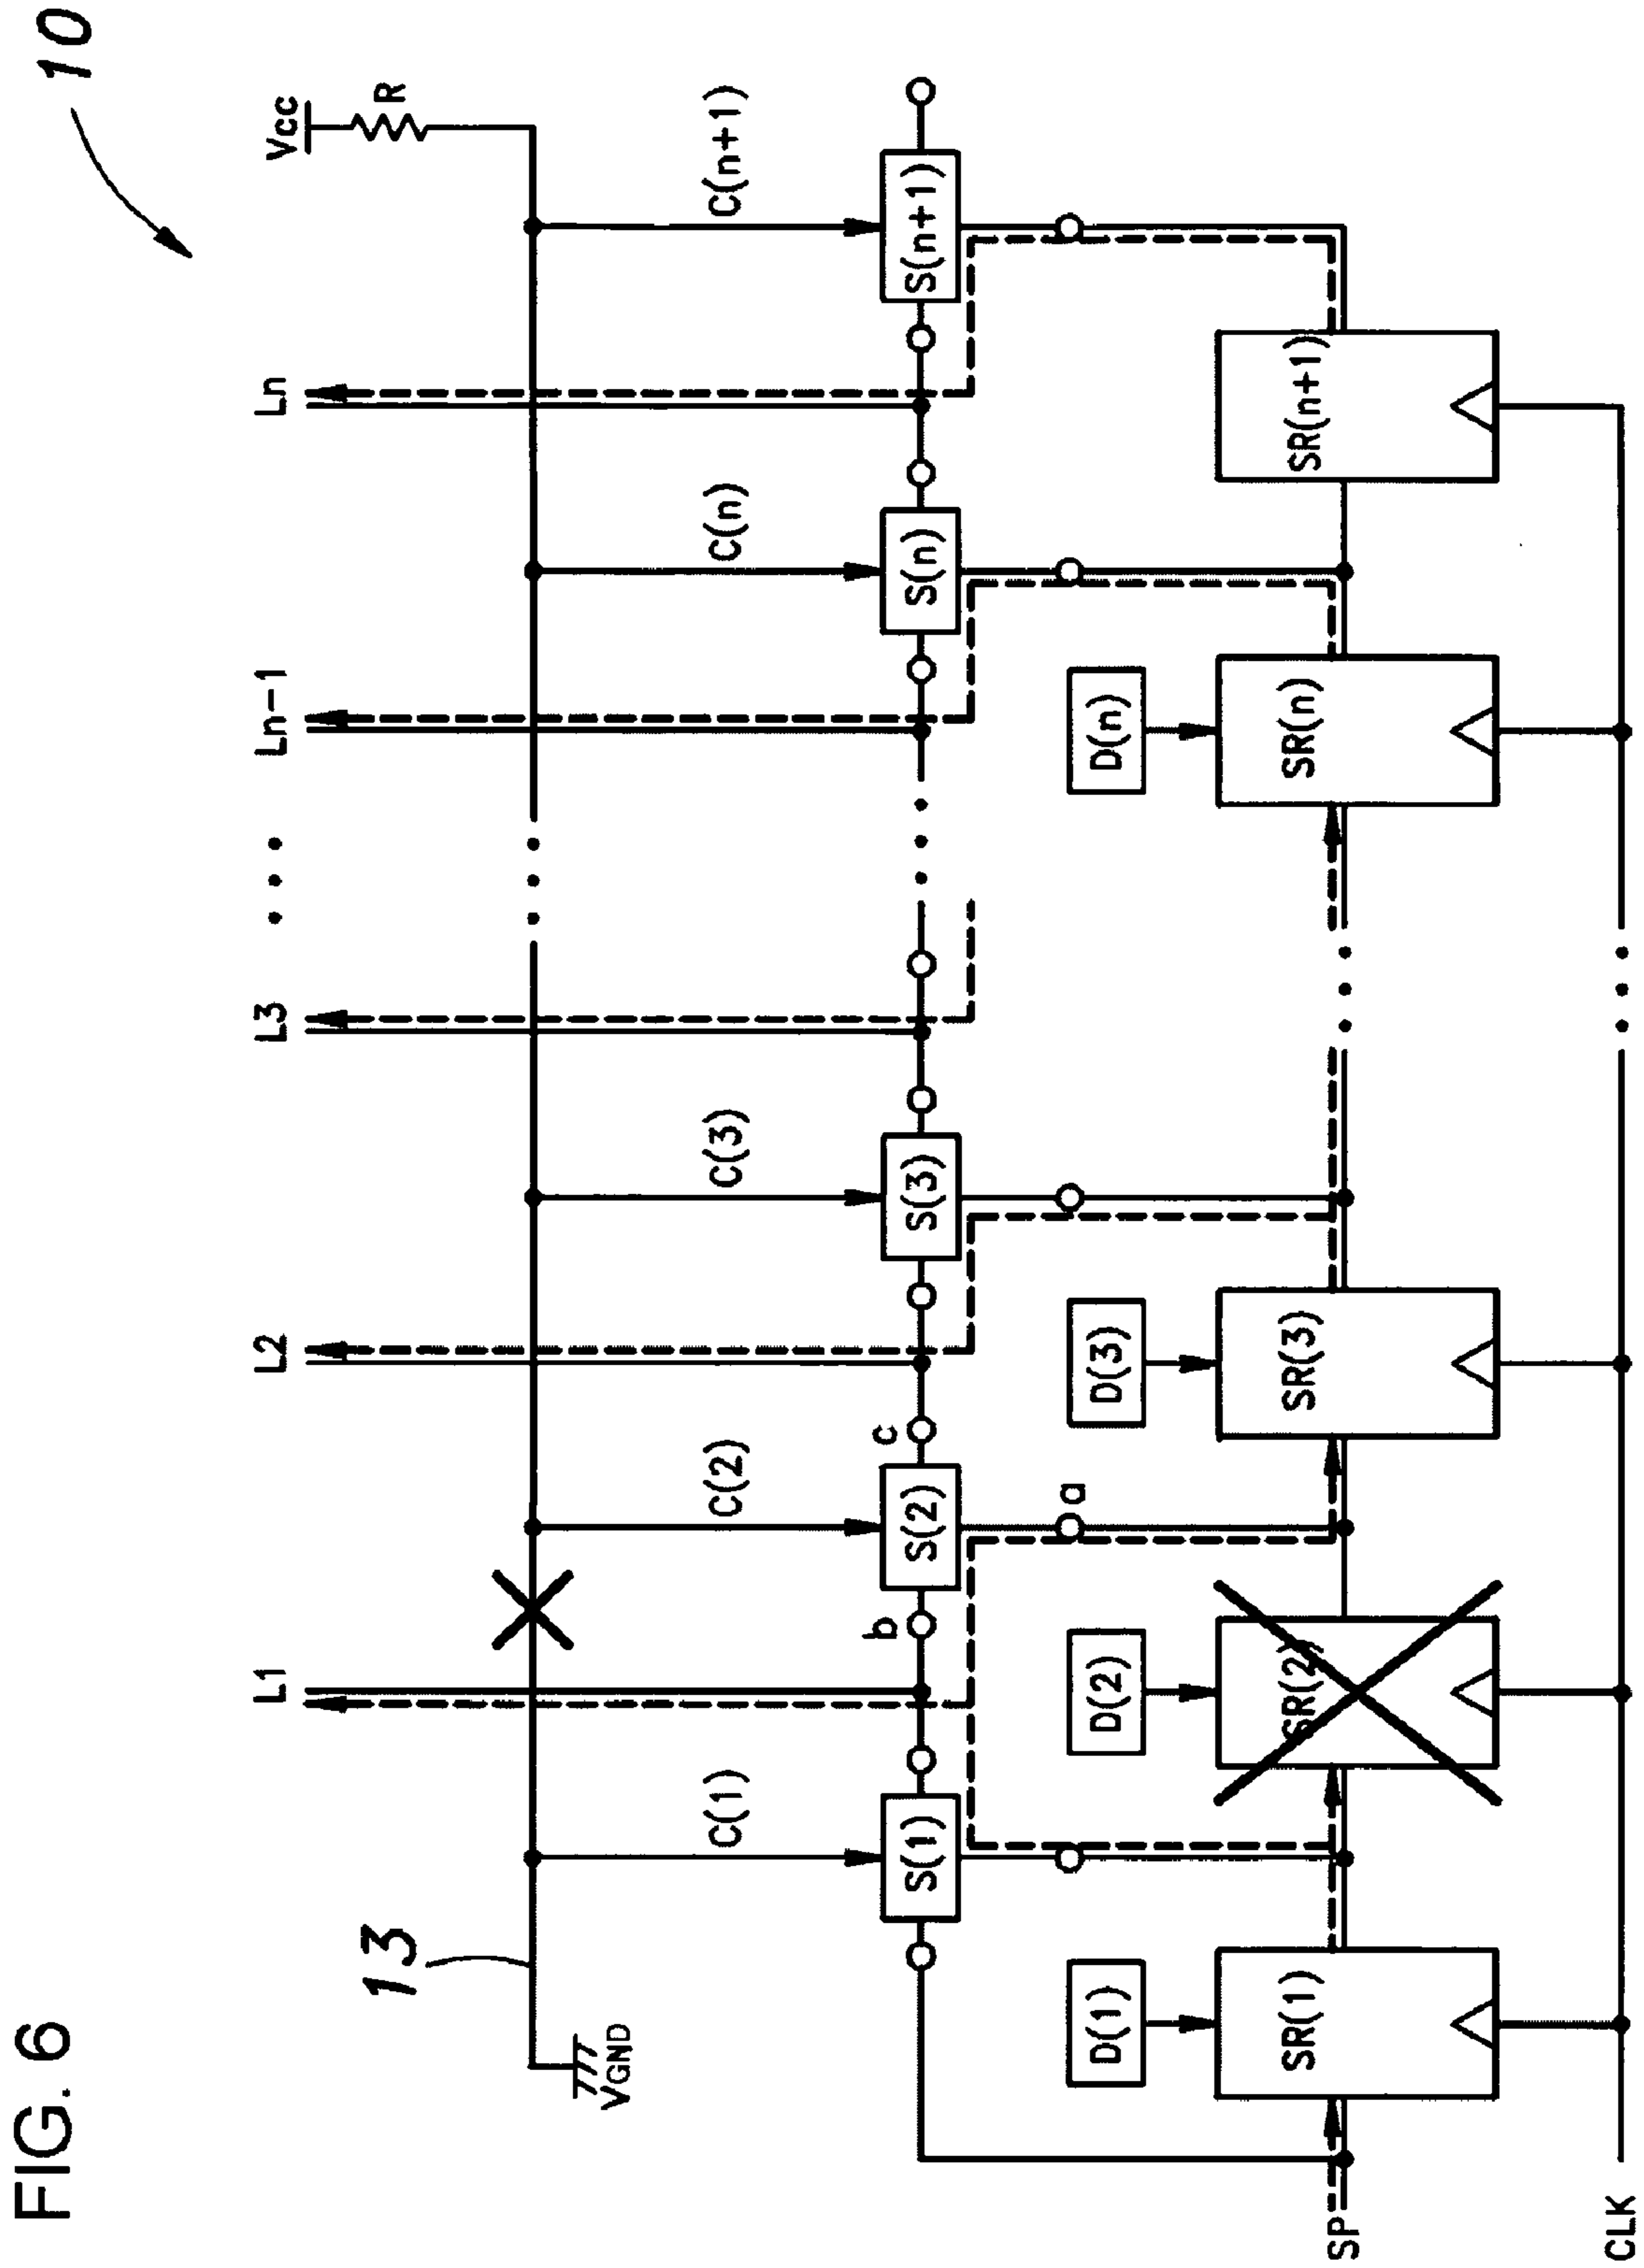 FIG. 6
10
13
L1 L2 L3 Ln-1 Ln Vcc
R
VGND
C(1) C(2) C(3) C(n) C(n+1)
S(1) b S(2) c S(3) S(n) S(n+1)
a
D(1) D(2) D(3) D(n)
SR(1) SR(2) SR(3) SR(n) SR(n+1)
SP
CLK